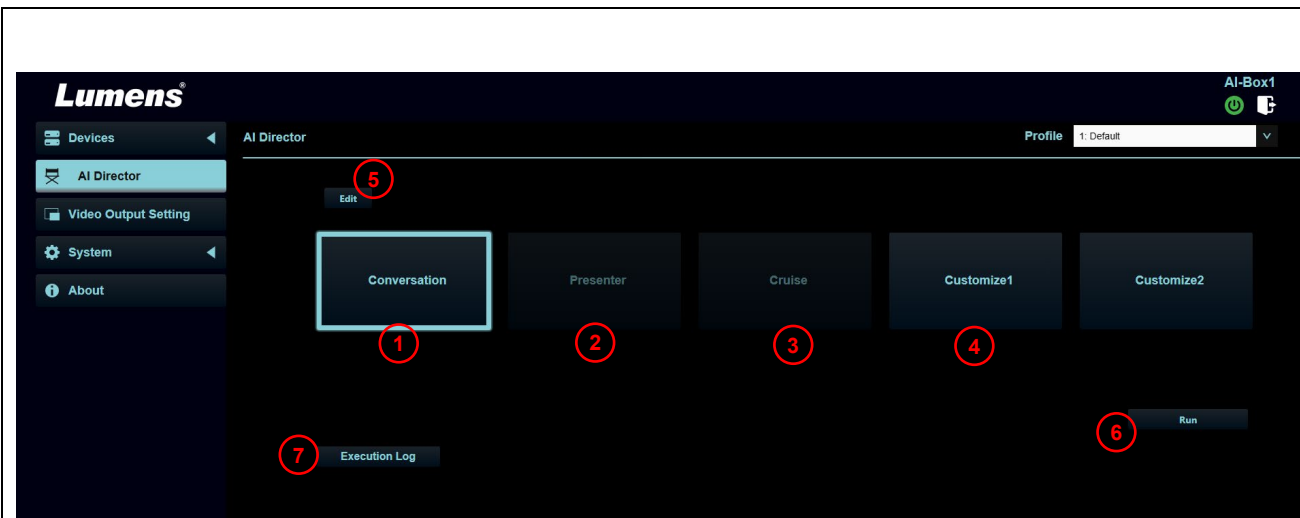 Lumens®
AI-Box1
Devices
AI Director
Profile
1: Default
AI Director
5
Edit
Video Output Setting
System
About
Conversation
Presenter
Cruise
Customize1
Customize2
1
2
3
4
Run
6
7
Execution Log